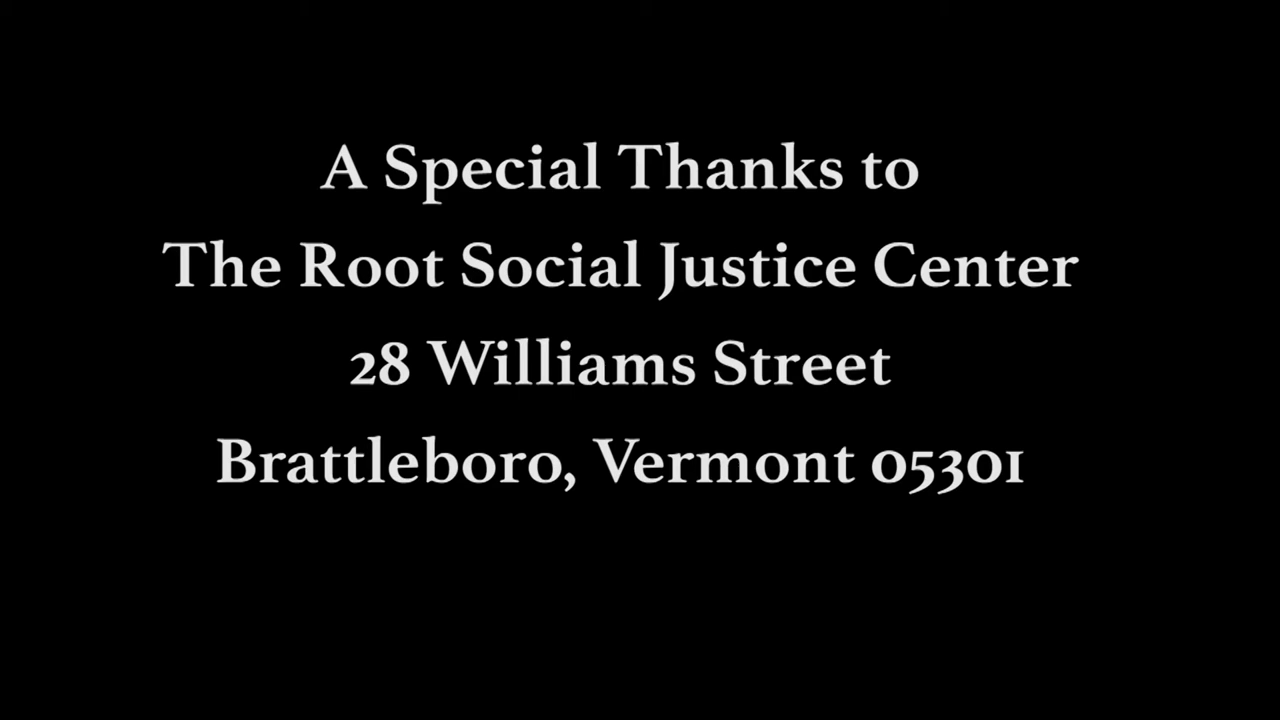 A Special Thanks to
The Root Social Justice Center
28 Williams Street
Brattleboro, Vermont 05301